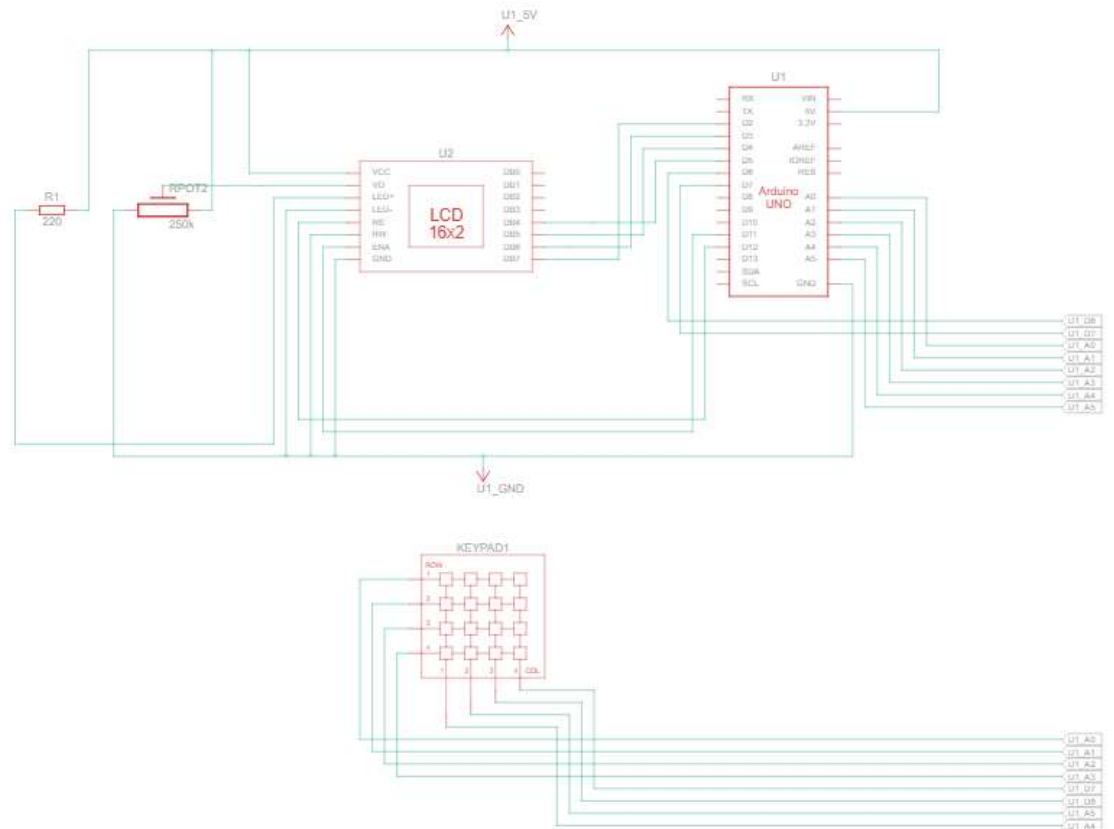 U1_5V
U1
RX
VIN
TX
5V
D2
3.3V
D3
D4
AREF
D5
IOREF
D6
RES
D7
Arduino
UNO
D8
A0
D9
A1
D10
A2
D11
A3
D12
A4
D13
A5
SDA
SCL
GND
U2
VCC
DB0
VO
DB1
LED+
DB2
LED-
DB3
LCD
16x2
RS
DB4
RW
DB5
ENA
DB6
GND
DB7
R1
220
RPOT2
250k
U1_D6
U1_D7
U1_A0
U1_A1
U1_A2
U1_A3
U1_A4
U1_A5
U1_GND
KEYPAD1
ROW
1
2
3
4
1 2 3 4 COL
U1_A0
U1_A1
U1_A2
U1_A3
U1_D7
U1_D6
U1_A5
U1_A4